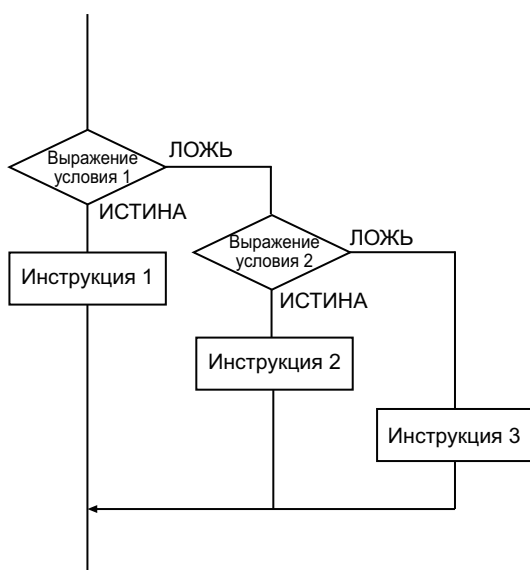 Выражение
условия 1
ЛОЖЬ
ИСТИНА
Инструкция 1
Выражение
условия 2
ЛОЖЬ
ИСТИНА
Инструкция 2
Инструкция 3